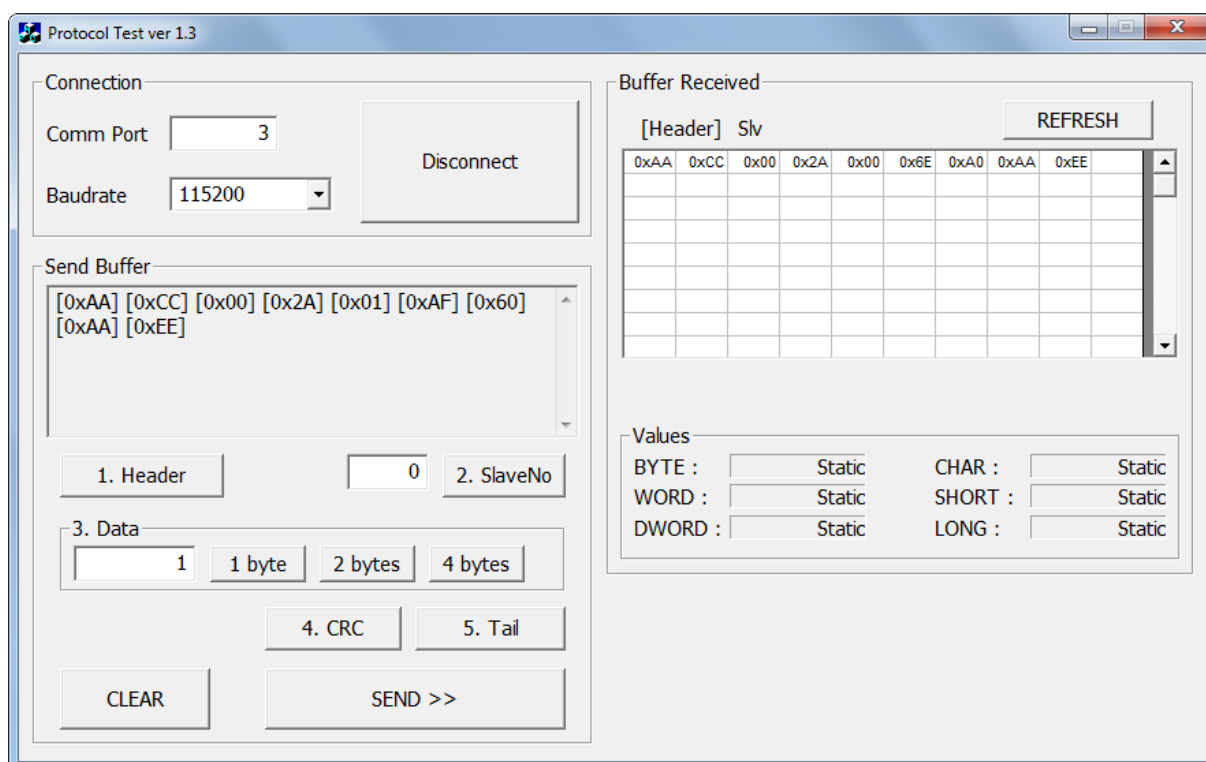 Protocol Test ver 1.3
Connection
Comm Port 3
Disconnect
Baudrate 115200
Send Buffer
[0xAA] [0xCC] [0x00] [0x2A] [0x01] [0xAF] [0x60]
[0xAA] [0xEE]
1. Header 0 2. SlaveNo
3. Data
1 1 byte 2 bytes 4 bytes
4. CRC 5. Tail
CLEAR SEND >>
Buffer Received
[Header] Slv REFRESH
0xAA 0xCC 0x00 0x2A 0x00 0x6E 0xA0 0xAA 0xEE
Values
BYTE : Static CHAR : Static
WORD : Static SHORT : Static
DWORD : Static LONG : Static